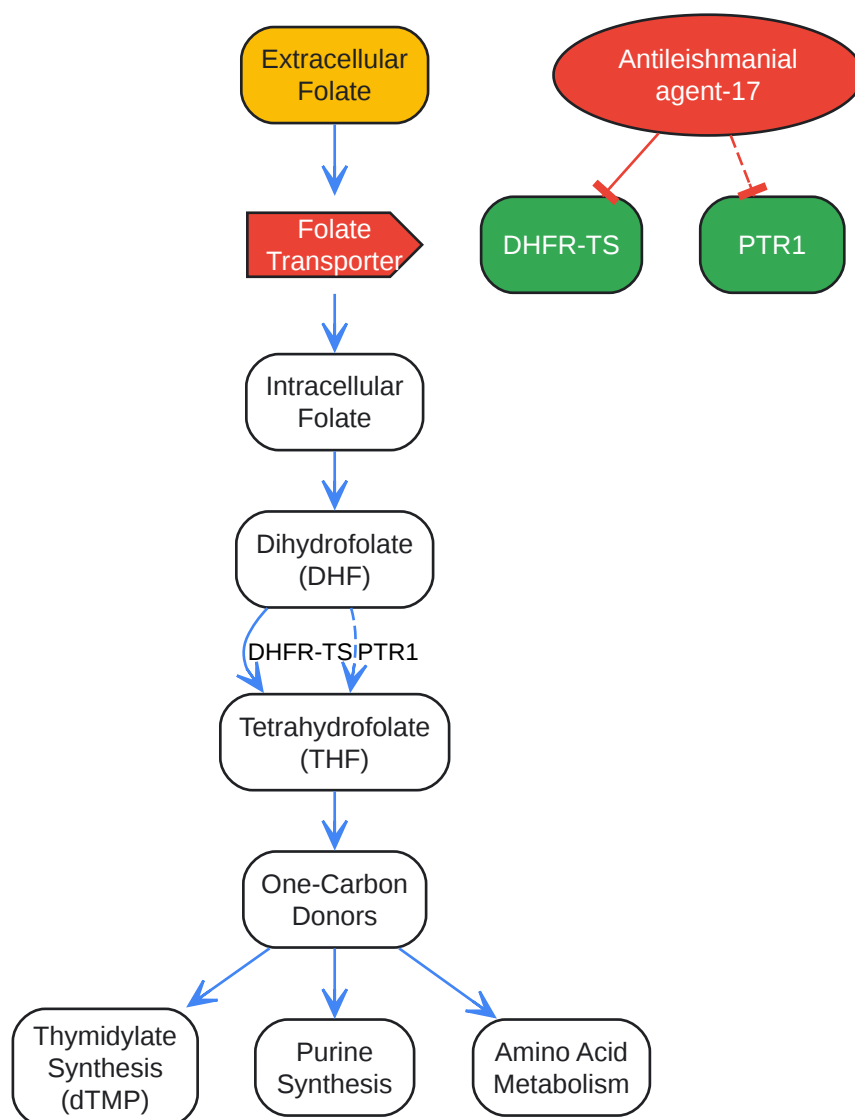 Extracellular
Folate
Antileishmanial
agent-17
Folate
Transporter
DHFR-TS
PTR1
Intracellular
Folate
Dihydrofolate
(DHF)
DHFR-TS
PTR1
Tetrahydrofolate
(THF)
One-Carbon
Donors
Thymidylate
Synthesis
(dTMP)
Purine
Synthesis
Amino Acid
Metabolism